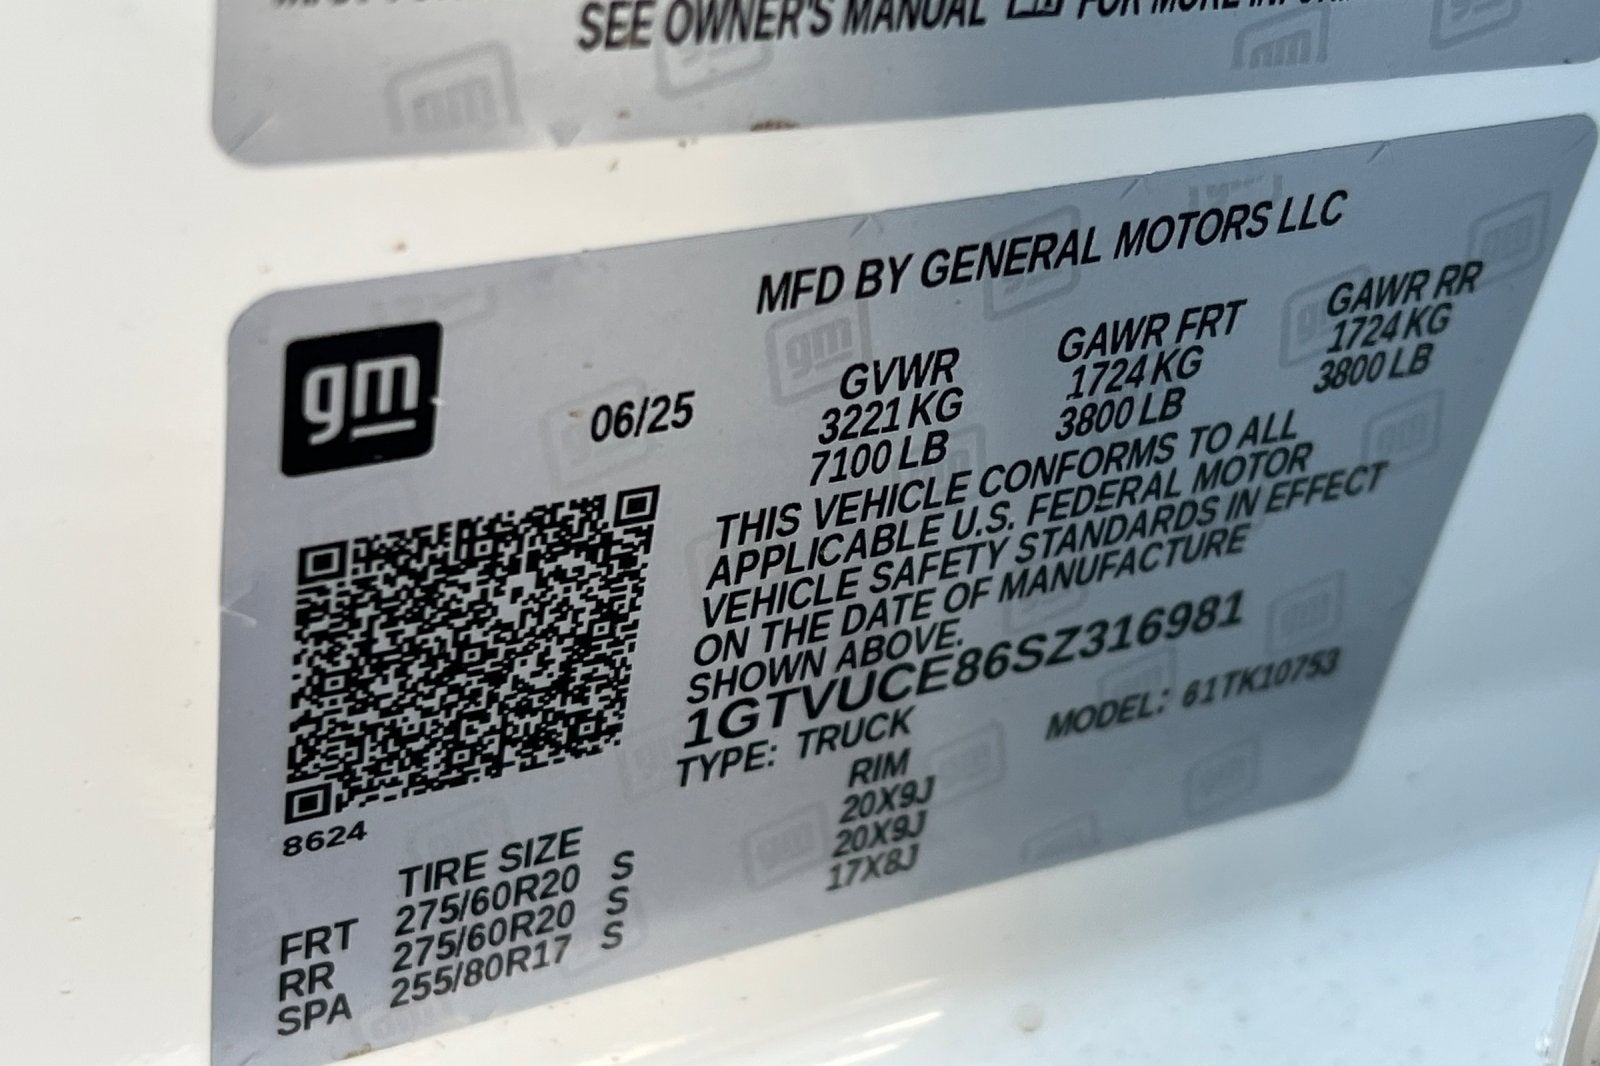 SEE OWNER'S MANUAL FOR MORE
MFD BY GENERAL MOTORS LLC
gm
06/25
GVWR GAWR FRT GAWR RR
3221 KG 1724 KG 1724 KG
7100 LB 3800 LB 3800 LB
THIS VEHICLE CONFORMS TO ALL
APPLICABLE U.S. FEDERAL MOTOR
VEHICLE SAFETY STANDARDS IN EFFECT
ON THE DATE OF MANUFACTURE
SHOWN ABOVE.
1GTVUCE86SZ316981
TYPE: TRUCK MODEL: 61TK10753
8624
TIRE SIZE RIM
FRT 275/60R20 S 20X9J
RR 275/60R20 S 20X9J
SPA 255/80R17 S 17X8J